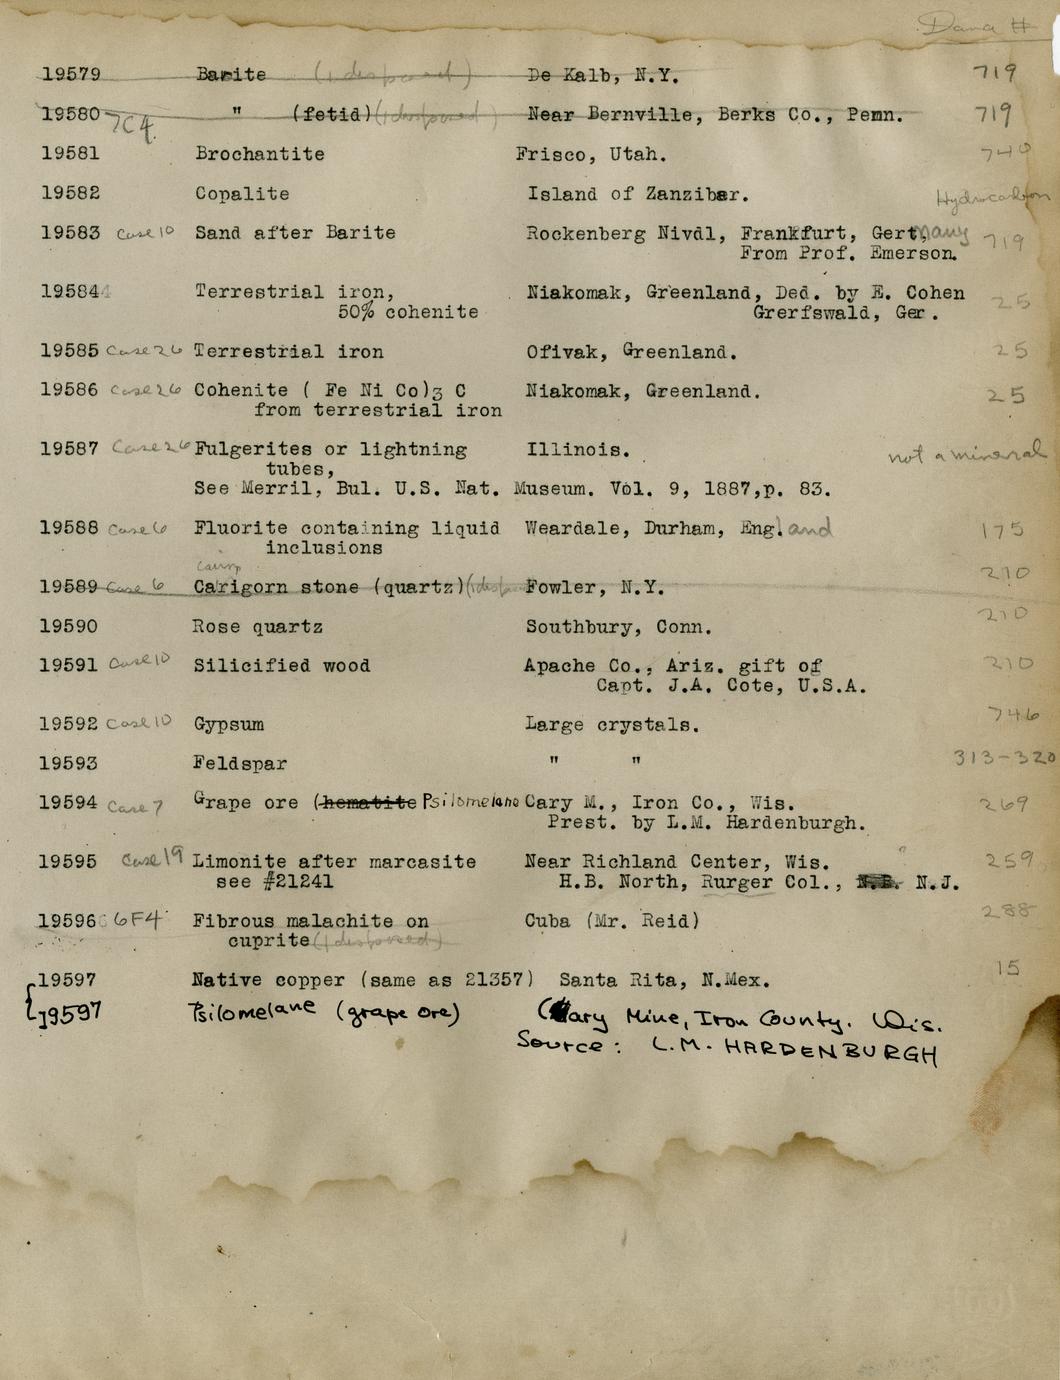 Dana #
19579 Barite (1 disposed) De Kalb, N.Y. 719
19580 7C4. " (fetid) (1 disposed) Near Bernville, Berks Co., Penn. 719
19581 Brochantite Frisco, Utah. 740
19582 Copalite Island of Zanzibar. Hydrocarbon
19583 Case 10 Sand after Barite Rockenberg Nivdl, Frankfurt, Germany 719
From Prof. Emerson.
19584 Terrestrial iron, Niakomak, Greenland, Ded. by E. Cohen 25
50% cohenite Grerfswald, Ger.
19585 Case 26 Terrestrial iron Ofivak, Greenland. 25
19586 Case 26 Cohenite ( Fe Ni Co)3 C Niakomak, Greenland. 25
from terrestrial iron
19587 Case 26 Fulgerites or lightning Illinois. not a mineral
tubes,
See Merril, Bul. U.S. Nat. Museum. Vol. 9, 1887,p. 83.
19588 Case 6 Fluorite containing liquid Weardale, Durham, England 175
inclusions
210
19589 Case 6 Carigorn stone (quartz) Fowler, N.Y.
19590 Rose quartz Southbury, Conn. 210
19591 Case 10 Silicified wood Apache Co., Ariz. gift of 210
Capt. J.A. Cote, U.S.A.
19592 Case 10 Gypsum Large crystals. 746
19593 Feldspar " " 313-320
19594 Case 7 Grape ore (hematite Psilomelane Cary M., Iron Co., Wis. 269
Prest. by L.M. Hardenburgh.
19595 Case 19 Limonite after marcasite Near Richland Center, Wis. 259
see #21241 H.B. North, Rurger Col., N.J.
19596 6F4 Fibrous malachite on Cuba (Mr. Reid) 288
cuprite (1 disposed)
19597 Native copper (same as 21357) Santa Rita, N.Mex. 15
19597 Psilomelane (grape ore) Cary Mine, Iron County. Wis.
Source: L.M. HARDENBURGH